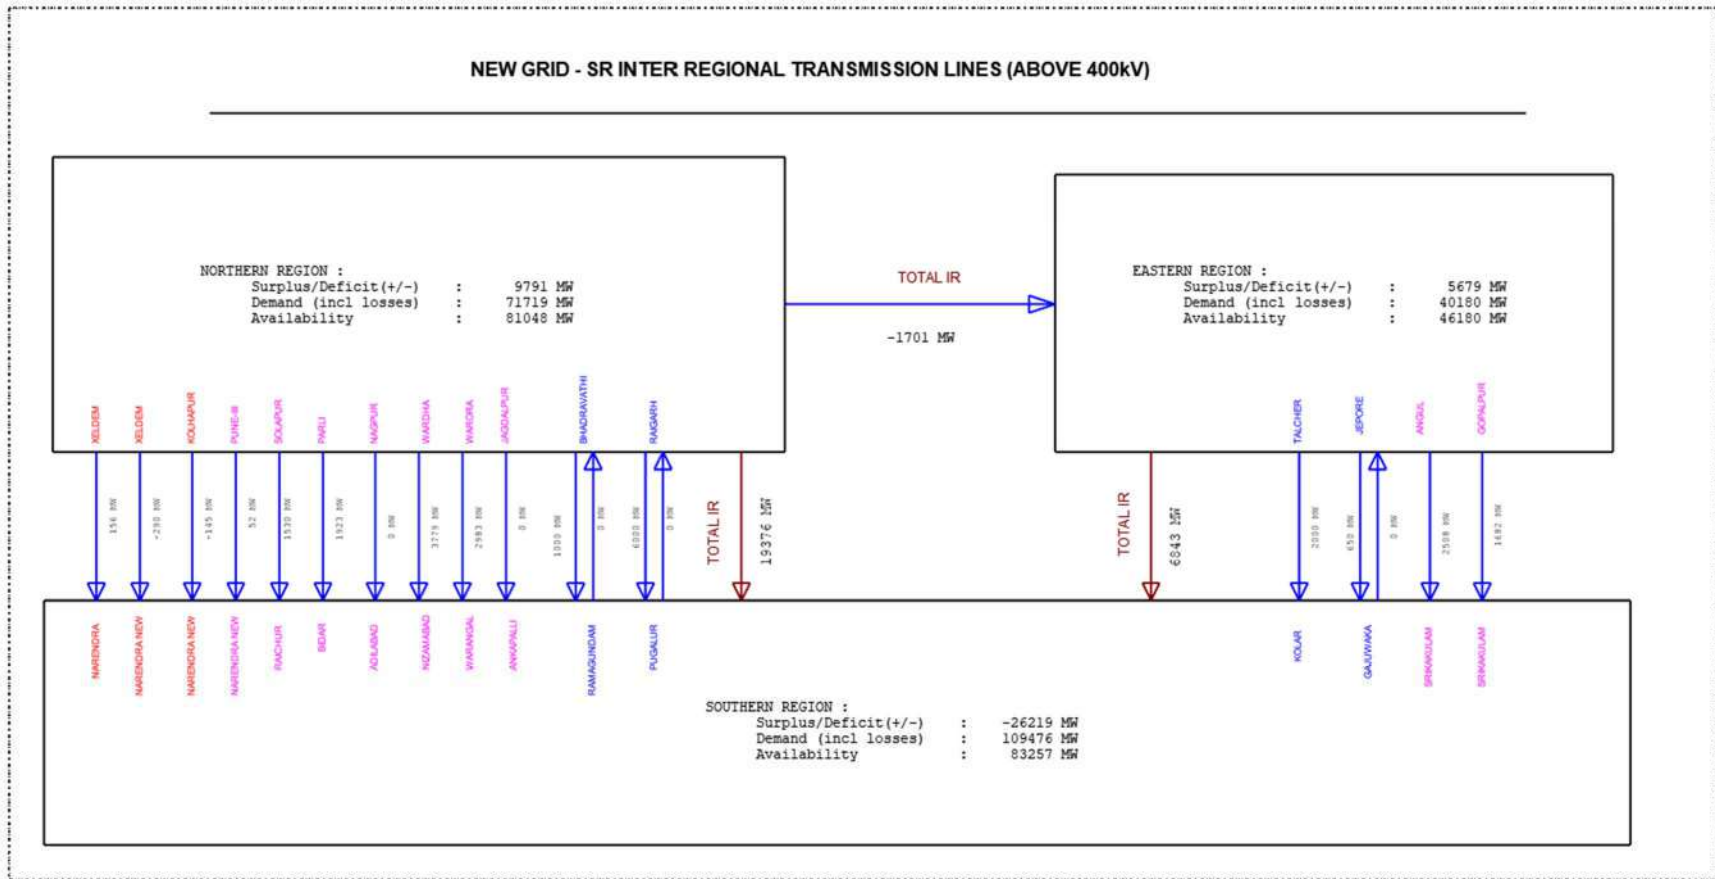 NEW GRID - SR INTER REGIONAL TRANSMISSION LINES (ABOVE 400kV)
NORTHERN REGION :
Surplus/Deficit(+/-) : 9791 MW
Demand (incl losses) : 71719 MW
Availability : 81048 MW
TOTAL IR
-1701 MW
EASTERN REGION :
Surplus/Deficit(+/-) : 5679 MW
Demand (incl losses) : 40180 MW
Availability : 46180 MW
XELDEM
XELDEM
KOLHAPUR
PUNE-III
SOLAPUR
PARLI
NAGPUR
WARDHA
WARORA
JAGDALPUR
BHADRAVATHI
RAIGARH
TALCHER
JEPORE
ANGUL
GOPALPUR
156 MW
-290 MW
-145 MW
52 MW
1530 MW
1923 MW
0 MW
3779 MW
2983 MW
0 MW
1000 MW
0 MW
6000 MW
0 MW
TOTAL IR
19376 MW
TOTAL IR
6843 MW
2000 MW
650 MW
0 MW
2508 MW
1682 MW
NARENDRA
NARENDRA NEW
NARENDRA NEW
NARENDRA NEW
RAICHUR
BIDAR
ADILABAD
NIZAMABAD
WARANGAL
ANKAPALLI
RAMAGUNDAM
PUGALUR
KOLAR
GAJUWAKA
SRIKAKULAM
SRIKAKULAM
SOUTHERN REGION :
Surplus/Deficit(+/-) : -26219 MW
Demand (incl losses) : 109476 MW
Availability : 83257 MW